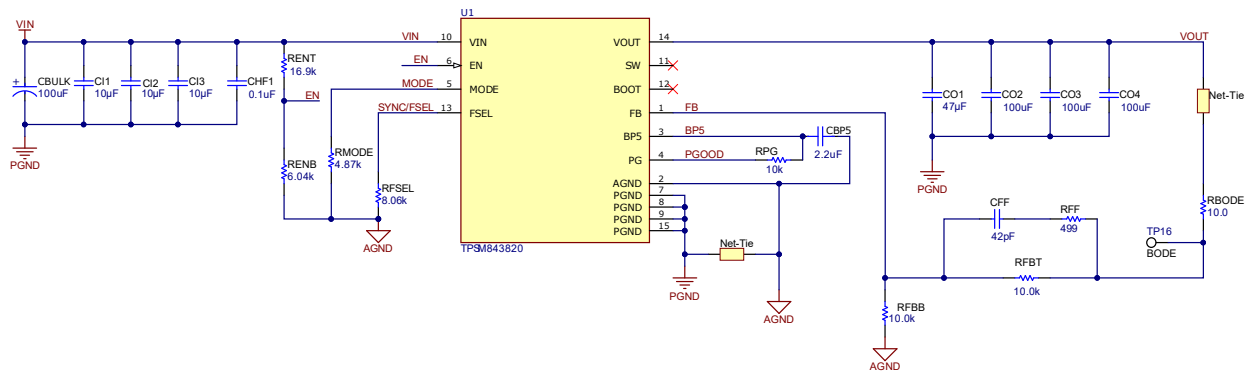 VIN
CBULK
100uF
CI1
10µF
CI2
10µF
CI3
10µF
CHF1
0.1uF
PGND
RENT
16.9k
EN
RENB
6.04k
RMODE
4.87k
RFSEL
8.06k
AGND
VIN
EN
MODE
SYNC/FSEL
U1
10 VIN
6 EN
5 MODE
13 FSEL
VOUT 14
SW 11
BOOT 12
FB 1
BP5 3
PG 4
AGND 2
PGND 7
PGND 8
PGND 9
PGND 15
TPSM843820
FB
BP5
PGOOD
RPG
10k
CBP5
2.2uF
Net-Tie
PGND
AGND
VOUT
CO1
47µF
CO2
100uF
CO3
100uF
CO4
100uF
PGND
Net-Tie
RBODE
10.0
TP16
BODE
CFF
42pF
RFF
499
RFBT
10.0k
RFBB
10.0k
AGND